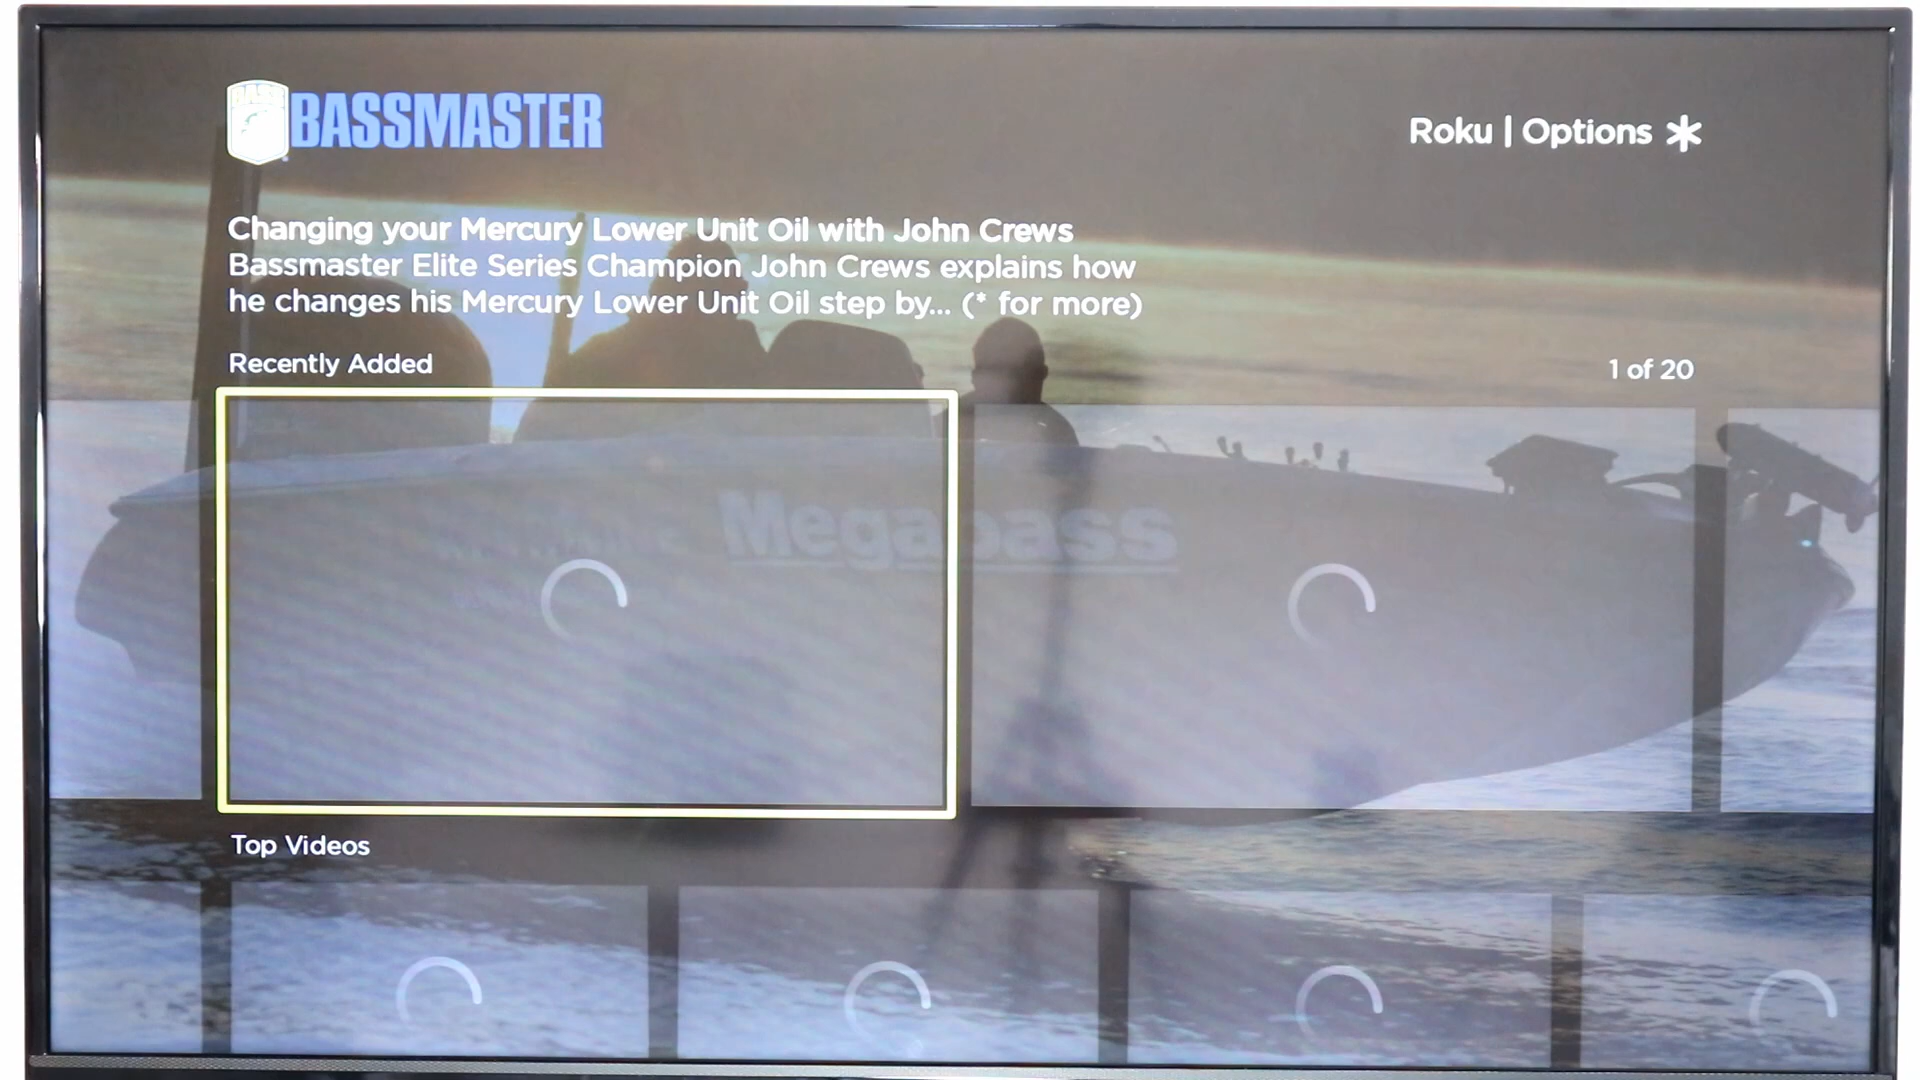 BASS
BASSMASTER
Roku | Options *
Changing your Mercury Lower Unit Oil with John Crews
Bassmaster Elite Series Champion John Crews explains how
he changes his Mercury Lower Unit Oil step by... (* for more)
Recently Added
1 of 20
Megabass
Top Videos